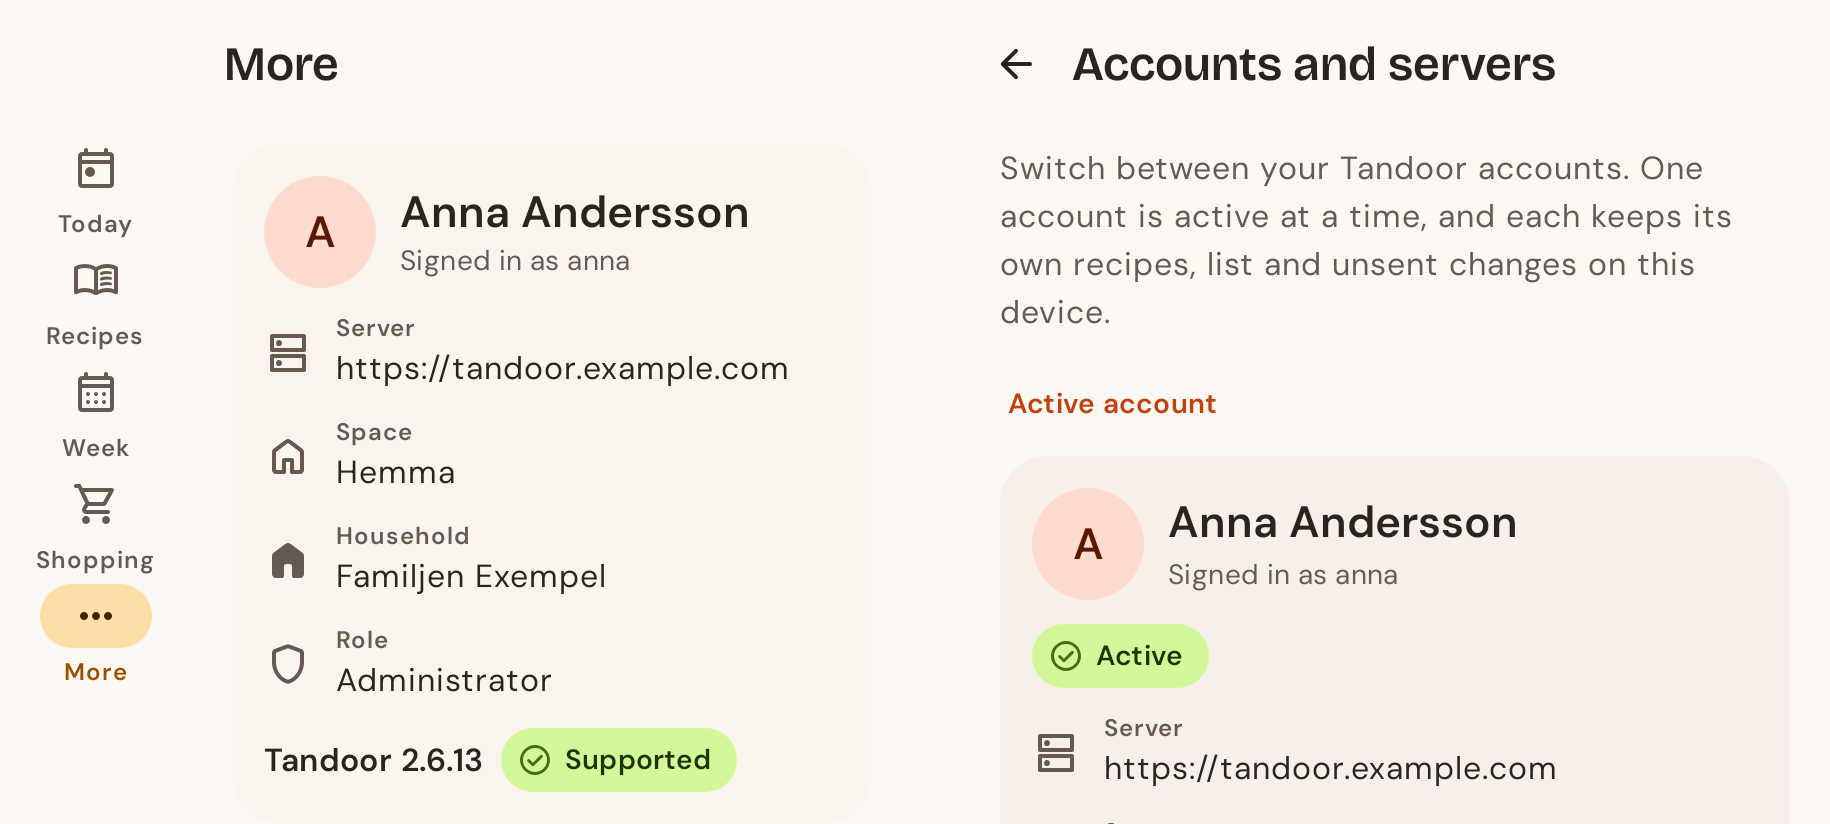 More
Today
Recipes
Week
Shopping
More
A
Anna Andersson
Signed in as anna
Server
https://tandoor.example.com
Space
Hemma
Household
Familjen Exempel
Role
Administrator
Tandoor 2.6.13
Supported
Accounts and servers
Switch between your Tandoor accounts. One
account is active at a time, and each keeps its
own recipes, list and unsent changes on this
device.
Active account
A
Anna Andersson
Signed in as anna
Active
Server
https://tandoor.example.com